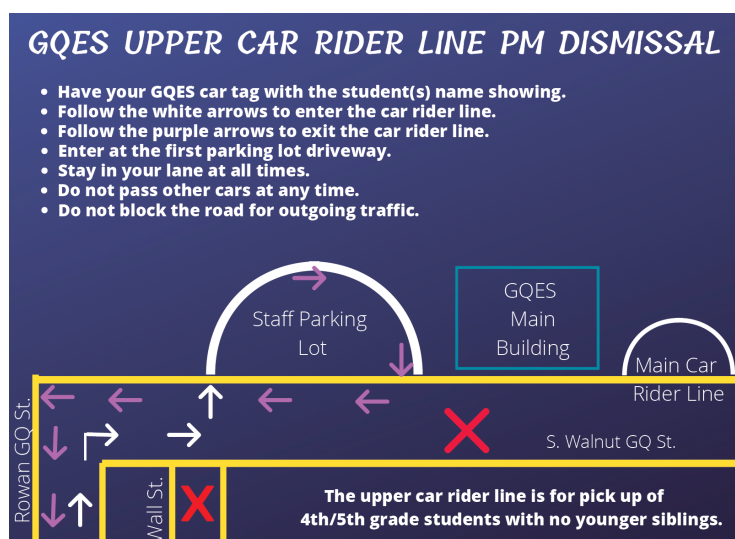 GQES UPPER CAR RIDER LINE PM DISMISSAL
• Have your GQES car tag with the student(s) name showing.
• Follow the white arrows to enter the car rider line.
• Follow the purple arrows to exit the car rider line.
• Enter at the first parking lot driveway.
• Stay in your lane at all times.
• Do not pass other cars at any time.
• Do not block the road for outgoing traffic.
Staff Parking
Lot
GQES
Main
Building
Main Car
Rider Line
Rowan GQ St.
S. Walnut GQ St.
Wall St.
The upper car rider line is for pick up of
4th/5th grade students with no younger siblings.